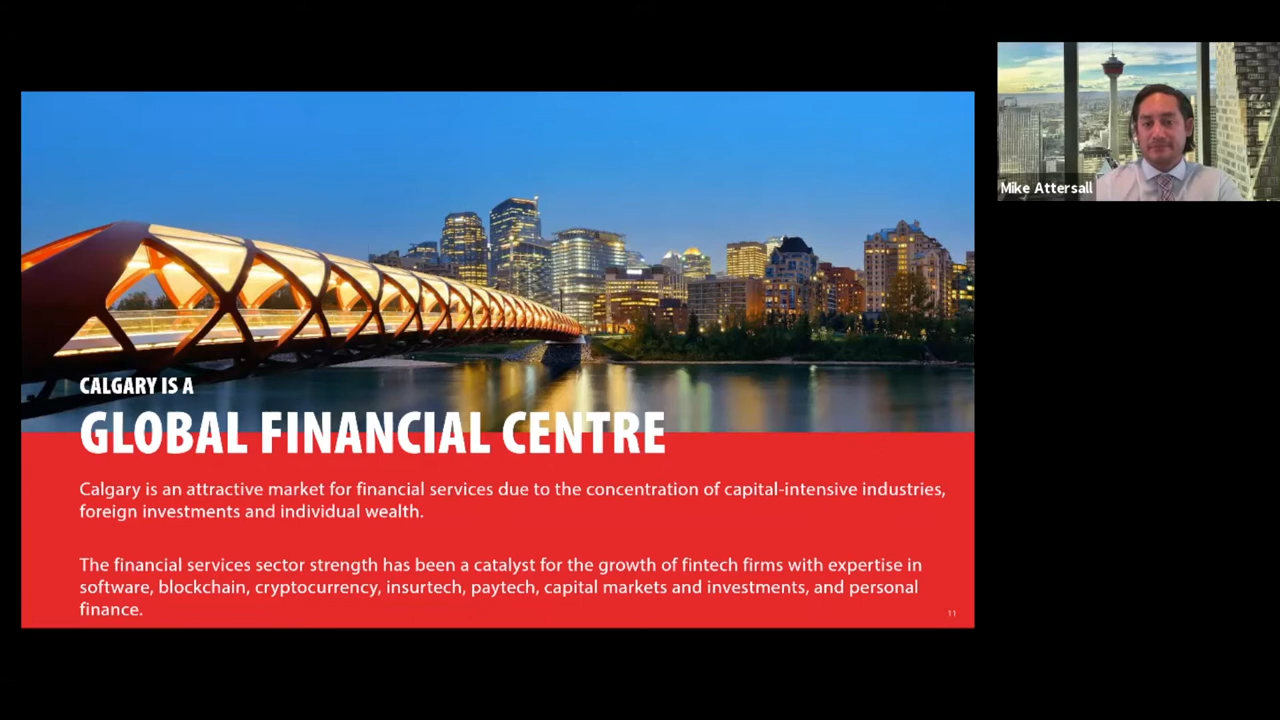 CALGARY IS A
GLOBAL FINANCIAL CENTRE
Calgary is an attractive market for financial services due to the concentration of capital-intensive industries,
foreign investments and individual wealth.
The financial services sector strength has been a catalyst for the growth of fintech firms with expertise in
software, blockchain, cryptocurrency, insurtech, paytech, capital markets and investments, and personal
finance.
11
Mike Attersall